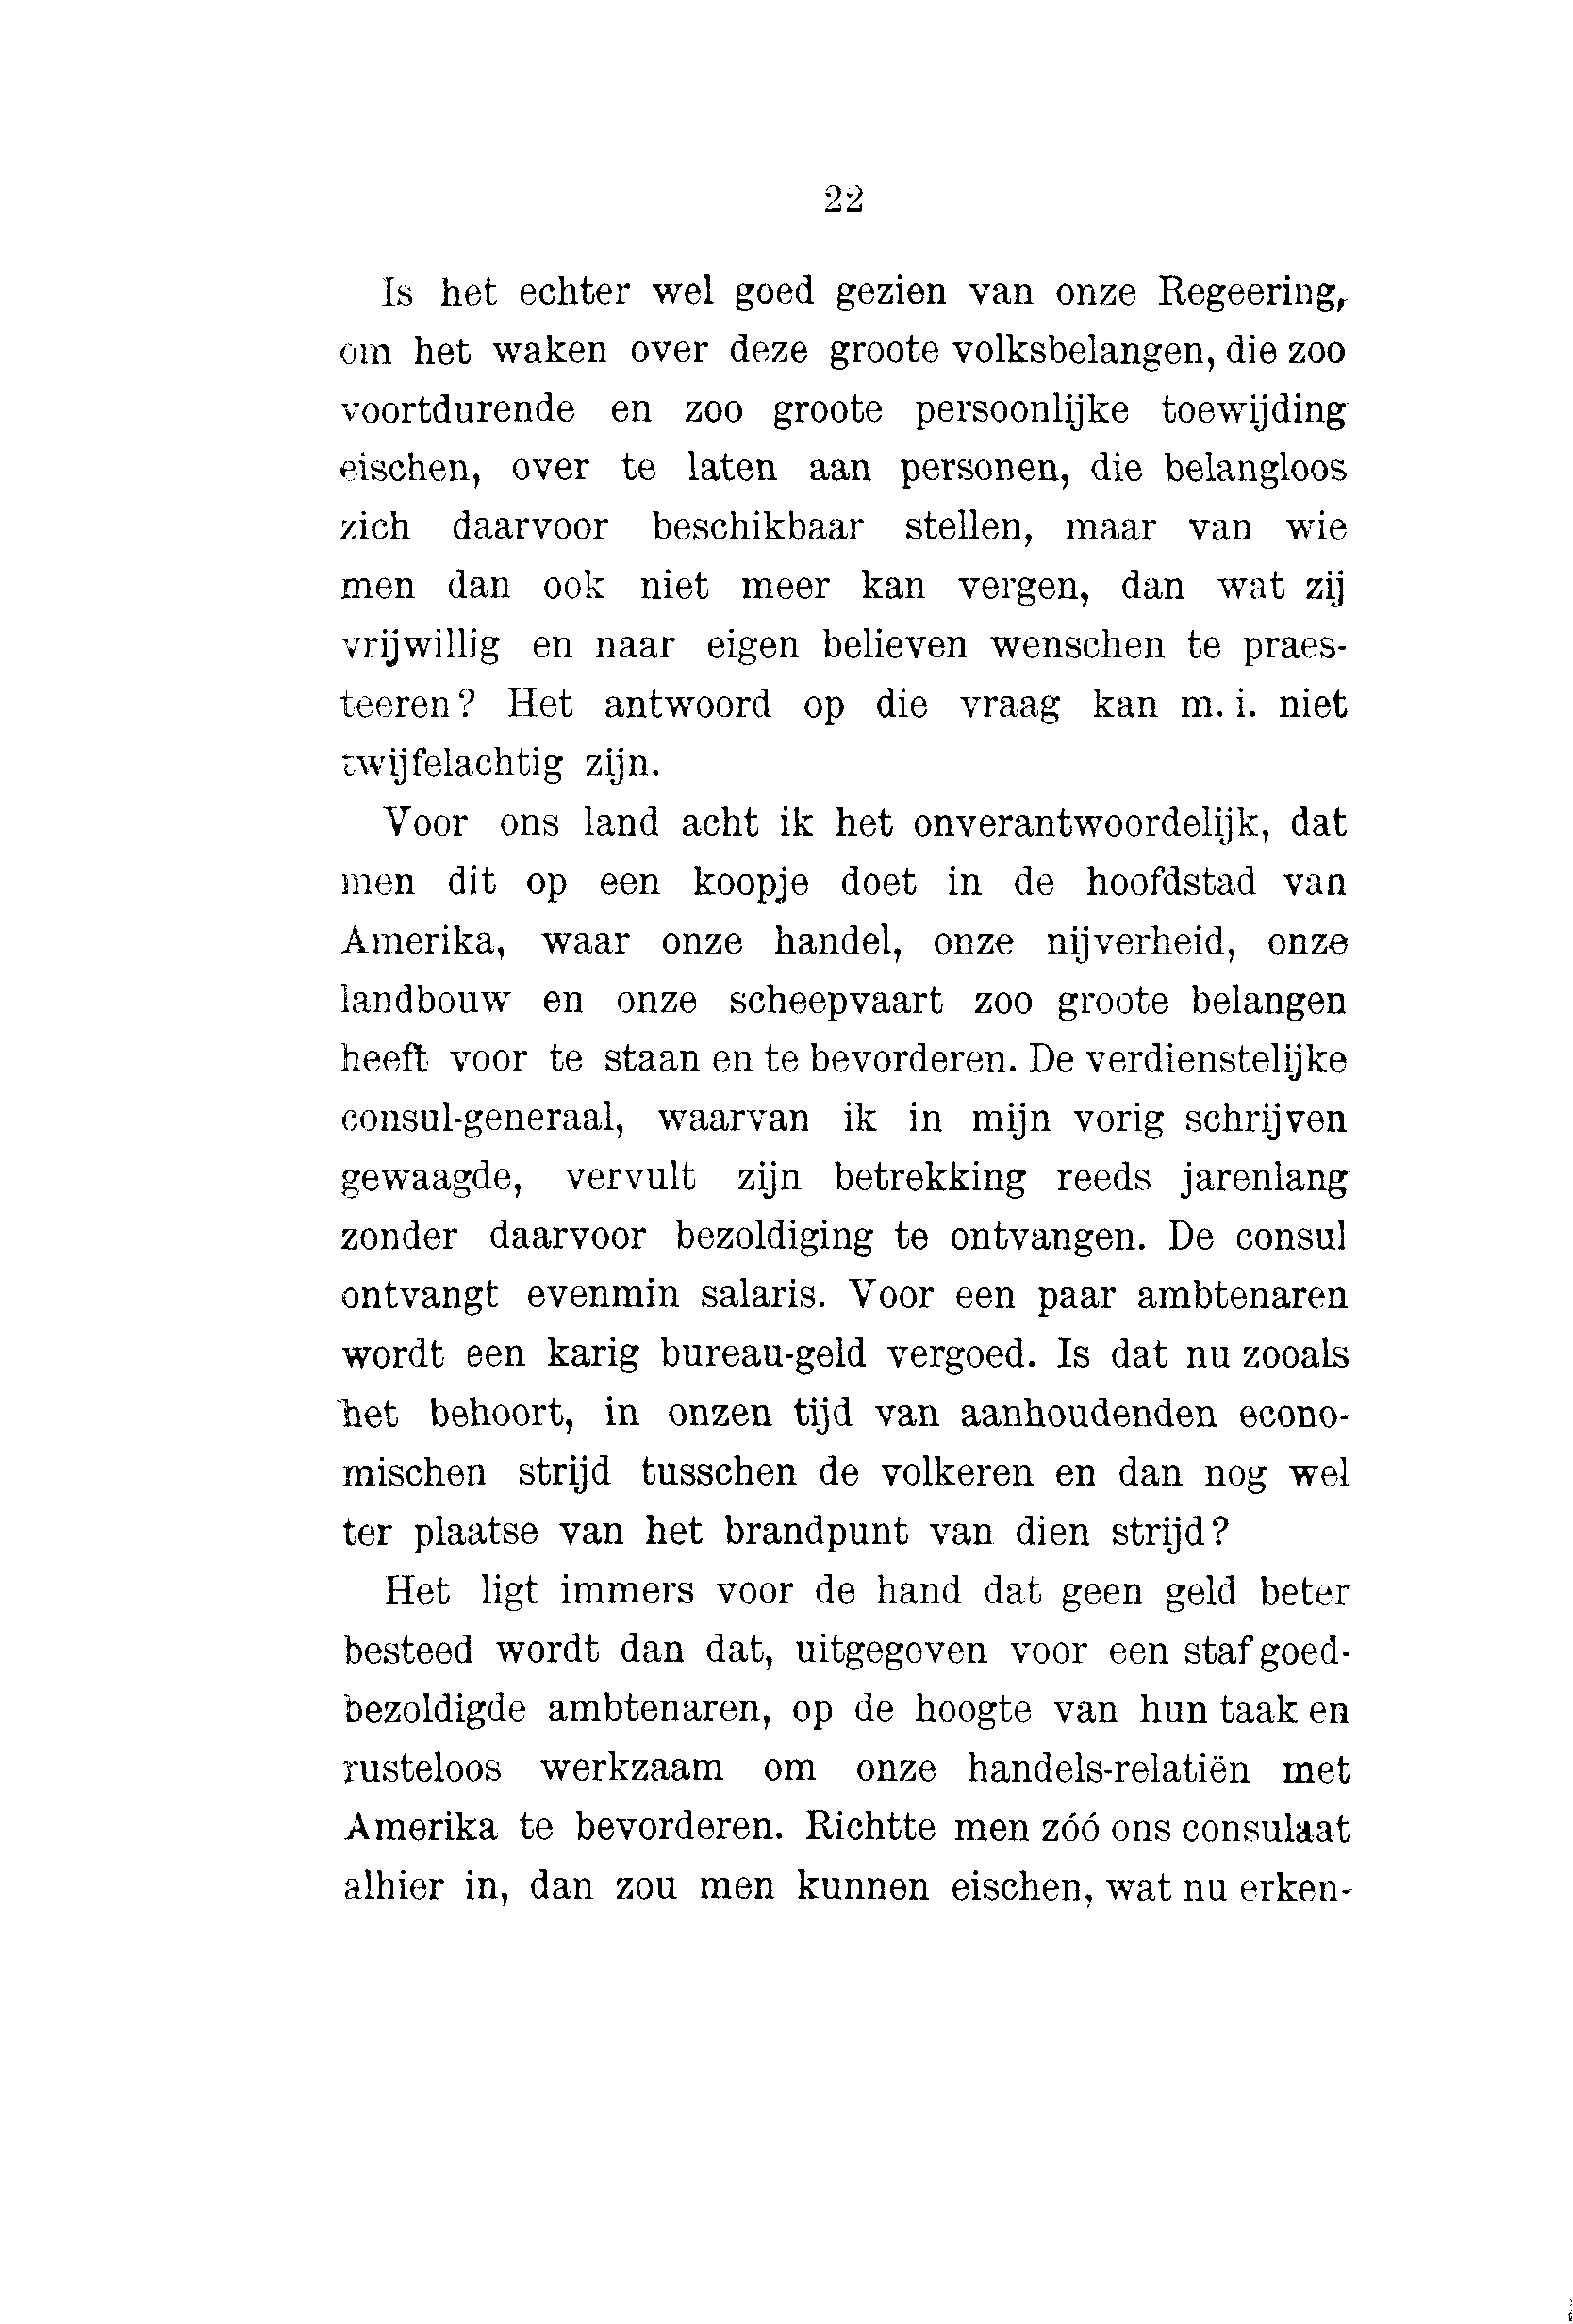 22
Is het echter wel goed gezien van onze Regeering,
om het waken over deze groote volksbelangen, die zoo
voortdurende en zoo groote persoonlijke toewijding
eischen, over te laten aan personen, die belangloos
zich daarvoor beschikbaar stellen, maar van wie
men dan ook niet meer kan vergen, dan wat zij
vrijwillig en naar eigen believen wenschen te praes-
teeren? Het antwoord op die vraag kan m. i. niet
twijfelachtig zijn.
Voor ons land acht ik het onverantwoordelijk, dat
men dit op een koopje doet in de hoofdstad van
Amerika, waar onze handel, onze nijverheid, onze
landbouw en onze scheepvaart zoo groote belangen
heeft voor te staan en te bevorderen. De verdienstelijke
consul-generaal, waarvan ik in mijn vorig schrijven
gewaagde, vervult zijn betrekking reeds jarenlang
zonder daarvoor bezoldiging te ontvangen. De consul
ontvangt evenmin salaris. Voor een paar ambtenaren
wordt een karig bureau-geld vergoed. Is dat nu zooals
het behoort, in onzen tijd van aanhoudenden econo-
mischen strijd tusschen de volkeren en dan nog wel
ter plaatse van het brandpunt van dien strijd?
Het ligt immers voor de hand dat geen geld beter
besteed wordt dan dat, uitgegeven voor een staf goed-
bezoldigde ambtenaren, op de hoogte van hun taak en
rusteloos werkzaam om onze handels-relatiën met
Amerika te bevorderen. Richtte men zóó ons consulaat
alhier in, dan zou men kunnen eischen, wat nu erken-